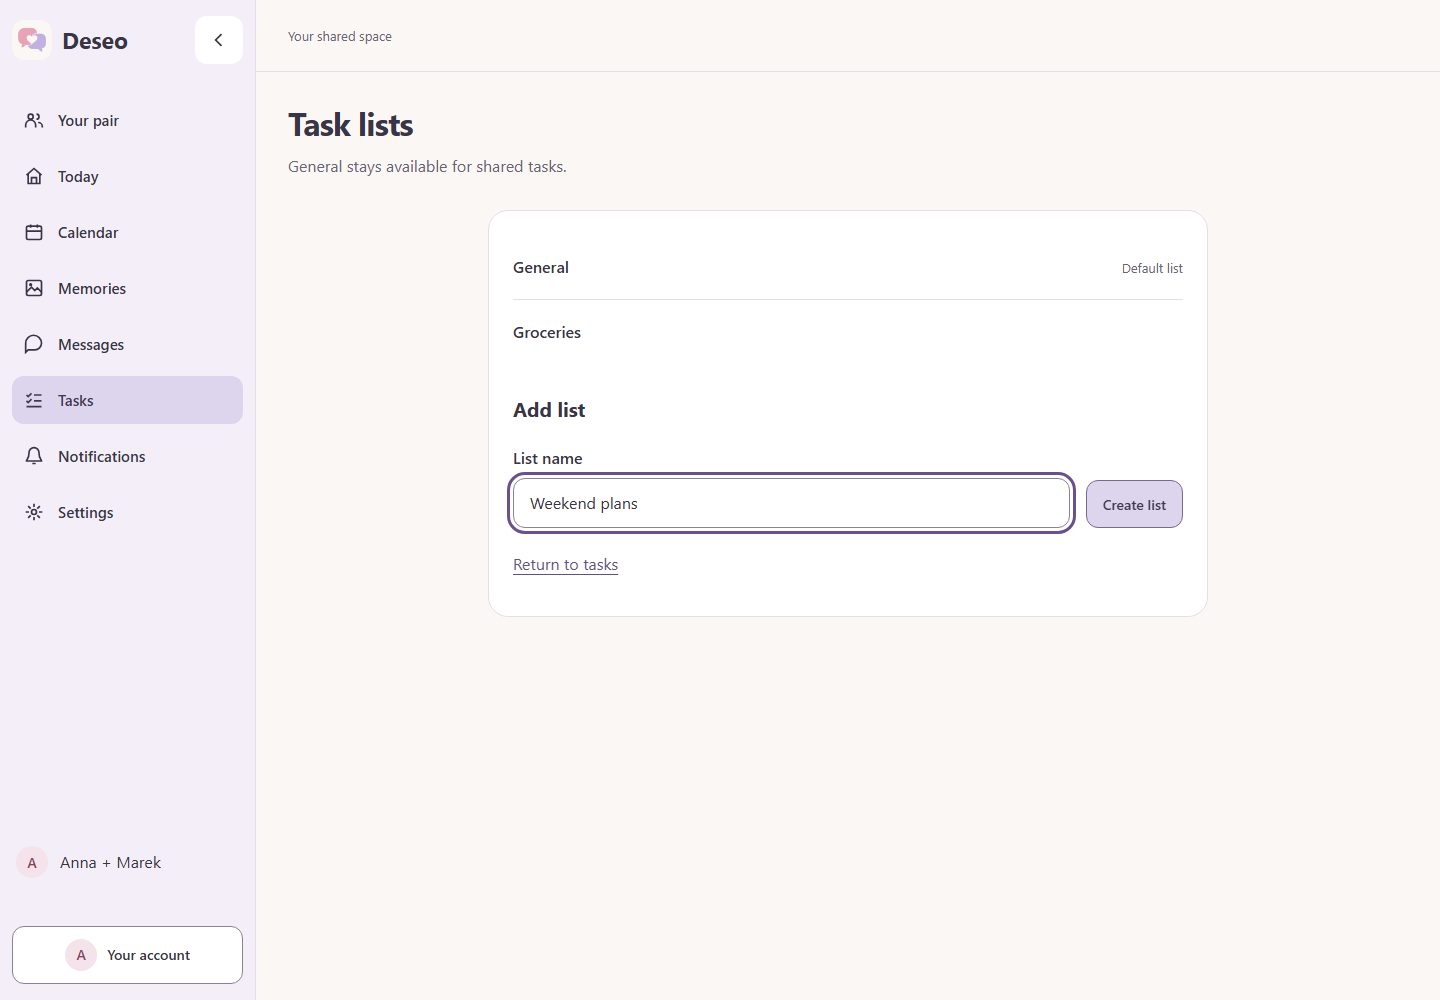 Deseo
Your pair
Today
Calendar
Memories
Messages
Tasks
Notifications
Settings
A
Anna + Marek
A
Your account
Your shared space
Task lists
General stays available for shared tasks.
General
Default list
Groceries
Add list
List name
Weekend plans
Create list
Return to tasks